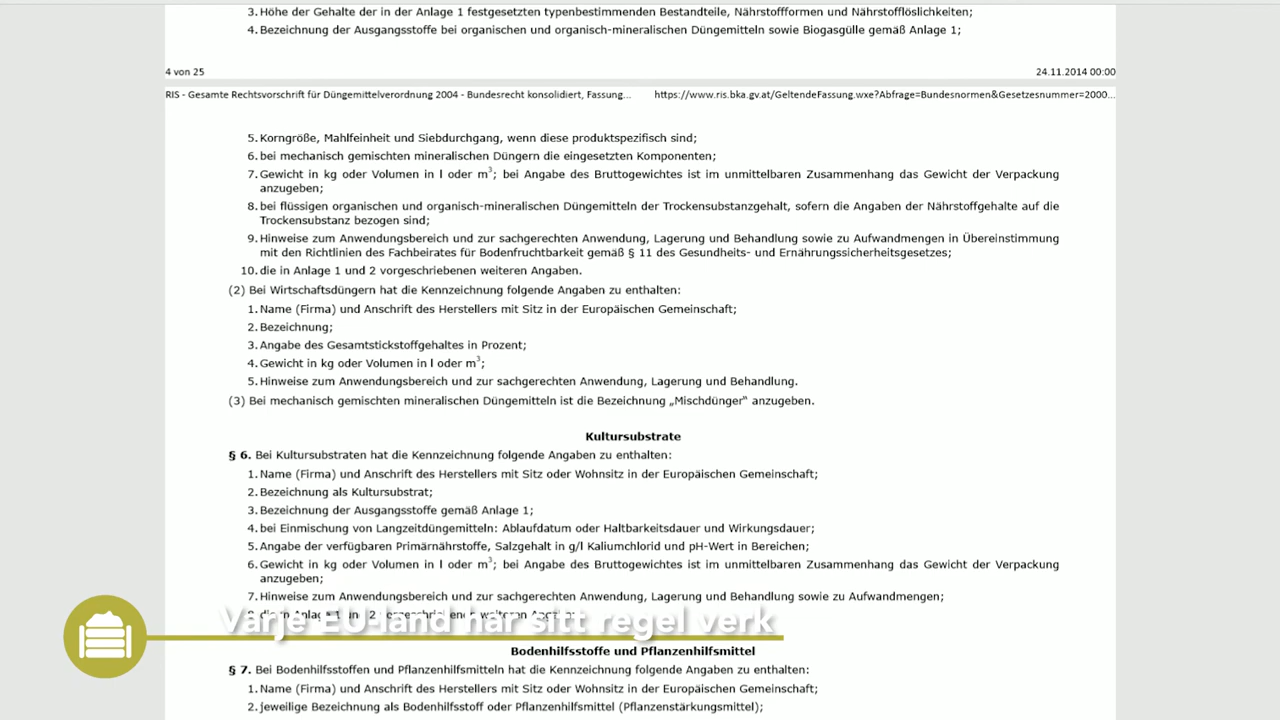 3. Höhe der Gehalte der in der Anlage 1 festgesetzten typenbestimmenden Bestandteile, Nährstoffformen und Nährstofflöslichkeiten;
4. Bezeichnung der Ausgangsstoffe bei organischen und organisch-mineralischen Düngemitteln sowie Biogasgülle gemäß Anlage 1;
4 von 25 24.11.2014 00:00
RIS - Gesamte Rechtsvorschrift für Düngemittelverordnung 2004 - Bundesrecht konsolidiert, Fassung... https://www.ris.bka.gv.at/GeltendeFassung.wxe?Abfrage=Bundesnormen&Gesetzesnummer=2000...
5. Korngröße, Mahlfeinheit und Siebdurchgang, wenn diese produktspezifisch sind;
6. bei mechanisch gemischten mineralischen Düngern die eingesetzten Komponenten;
7. Gewicht in kg oder Volumen in l oder m³; bei Angabe des Bruttogewichtes ist im unmittelbaren Zusammenhang das Gewicht der Verpackung
anzugeben;
8. bei flüssigen organischen und organisch-mineralischen Düngemitteln der Trockensubstanzgehalt, sofern die Angaben der Nährstoffgehalte auf die
Trockensubstanz bezogen sind;
9. Hinweise zum Anwendungsbereich und zur sachgerechten Anwendung, Lagerung und Behandlung sowie zu Aufwandmengen in Übereinstimmung
mit den Richtlinien des Fachbeirates für Bodenfruchtbarkeit gemäß § 11 des Gesundheits- und Ernährungssicherheitsgesetzes;
10. die in Anlage 1 und 2 vorgeschriebenen weiteren Angaben.
(2) Bei Wirtschaftsdüngern hat die Kennzeichnung folgende Angaben zu enthalten:
1. Name (Firma) und Anschrift des Herstellers mit Sitz in der Europäischen Gemeinschaft;
2. Bezeichnung;
3. Angabe des Gesamtstickstoffgehaltes in Prozent;
4. Gewicht in kg oder Volumen in l oder m³;
5. Hinweise zum Anwendungsbereich und zur sachgerechten Anwendung, Lagerung und Behandlung.
(3) Bei mechanisch gemischten mineralischen Düngemitteln ist die Bezeichnung „Mischdünger“ anzugeben.
Kultursubstrate
§ 6. Bei Kultursubstraten hat die Kennzeichnung folgende Angaben zu enthalten:
1. Name (Firma) und Anschrift des Herstellers mit Sitz oder Wohnsitz in der Europäischen Gemeinschaft;
2. Bezeichnung als Kultursubstrat;
3. Bezeichnung der Ausgangsstoffe gemäß Anlage 1;
4. bei Einmischung von Langzeitdüngemitteln: Ablaufdatum oder Haltbarkeitsdauer und Wirkungsdauer;
5. Angabe der verfügbaren Primärnährstoffe, Salzgehalt in g/l Kaliumchlorid und pH-Wert in Bereichen;
6. Gewicht in kg oder Volumen in l oder m³; bei Angabe des Bruttogewichtes ist im unmittelbaren Zusammenhang das Gewicht der Verpackung
anzugeben;
7. Hinweise zum Anwendungsbereich und zur sachgerechten Anwendung, Lagerung und Behandlung sowie zu Aufwandmengen;
die in Anlage 1 und 2 vorgeschriebenen weiteren Angaben.
Varje EU-land har sitt regel verk
Bodenhilfsstoffe und Pflanzenhilfsmittel
§ 7. Bei Bodenhilfsstoffen und Pflanzenhilfsmitteln hat die Kennzeichnung folgende Angaben zu enthalten:
1. Name (Firma) und Anschrift des Herstellers mit Sitz oder Wohnsitz in der Europäischen Gemeinschaft;
2. jeweilige Bezeichnung als Bodenhilfsstoff oder Pflanzenhilfsmittel (Pflanzenstärkungsmittel);